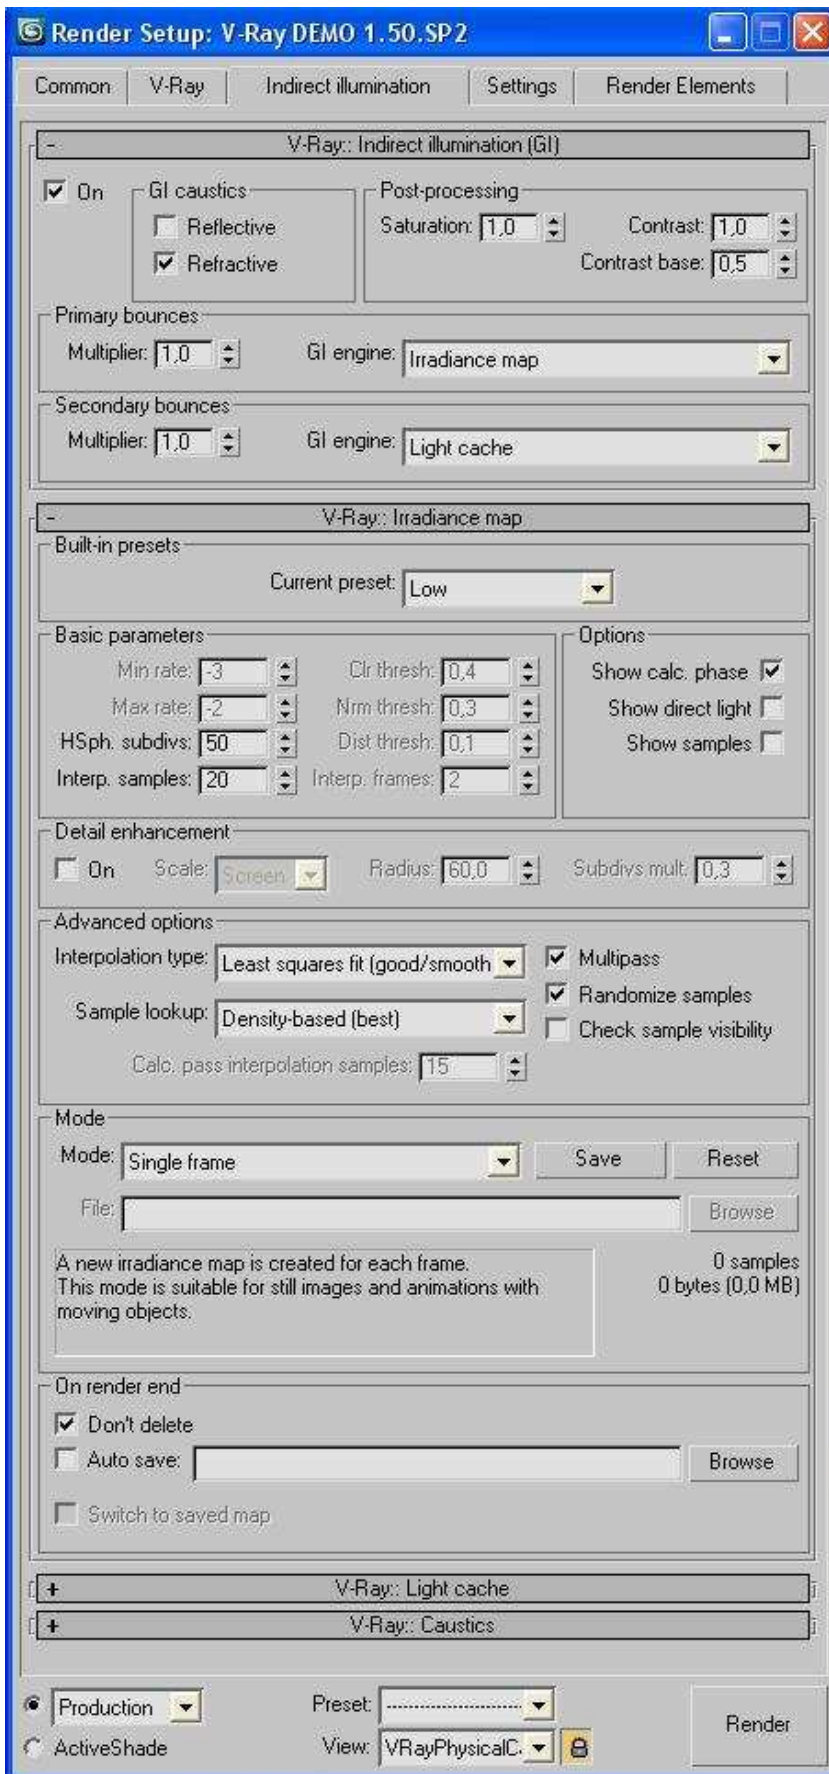 Render Setup: V-Ray DEMO 1.50.SP2
Common V-Ray Indirect illumination Settings Render Elements
- V-Ray:: Indirect illumination (GI)
On GI caustics Post-processing
Reflective Saturation: 1,0 Contrast: 1,0
Refractive Contrast base: 0,5
Primary bounces
Multiplier: 1,0 GI engine: Irradiance map
Secondary bounces
Multiplier: 1,0 GI engine: Light cache
- V-Ray:: Irradiance map
Built-in presets
Current preset: Low
Basic parameters Options
Min rate: -3 Clr thresh: 0,4 Show calc. phase
Max rate: -2 Nrm thresh: 0,3 Show direct light
HSph. subdivs: 50 Dist thresh: 0,1 Show samples
Interp. samples: 20 Interp. frames: 2
Detail enhancement
On Scale: Screen Radius: 60,0 Subdivs mult. 0,3
Advanced options
Interpolation type: Least squares fit (good/smooth Multipass
Randomize samples
Sample lookup: Density-based (best) Check sample visibility
Calc. pass interpolation samples: 15
Mode
Mode: Single frame Save Reset
File: Browse
A new irradiance map is created for each frame. 0 samples
This mode is suitable for still images and animations with 0 bytes (0,0 MB)
moving objects.
On render end
Don't delete
Auto save: Browse
Switch to saved map
+ V-Ray:: Light cache
+ V-Ray:: Caustics
Production Preset: -------------------------
Render
ActiveShade View: VRayPhysicalC.